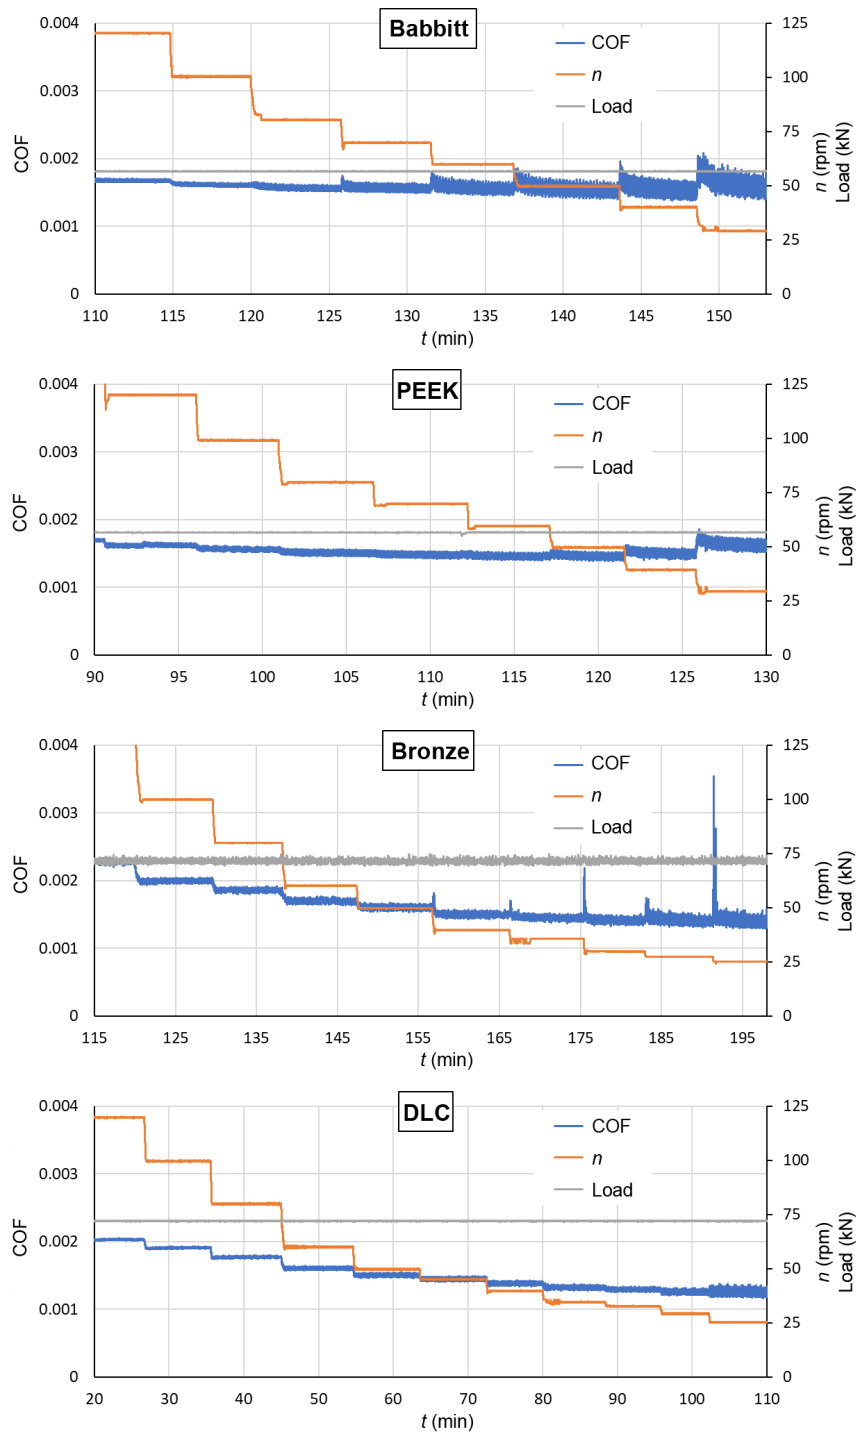 Babbitt
0.004
0.003
0.002
0.001
0
COF
COF
n
Load
125
100
75
50
25
0
n (rpm)
Load (kN)
110 115 120 125 130 135 140 145 150
t (min)
PEEK
0.004
0.003
0.002
0.001
0
COF
COF
n
Load
125
100
75
50
25
0
n (rpm)
Load (kN)
90 95 100 105 110 115 120 125 130
t (min)
Bronze
0.004
0.003
0.002
0.001
0
COF
COF
n
Load
125
100
75
50
25
0
n (rpm)
Load (kN)
115 125 135 145 155 165 175 185 195
t (min)
DLC
0.004
0.003
0.002
0.001
0
COF
COF
n
Load
125
100
75
50
25
0
n (rpm)
Load (kN)
20 30 40 50 60 70 80 90 100 110
t (min)